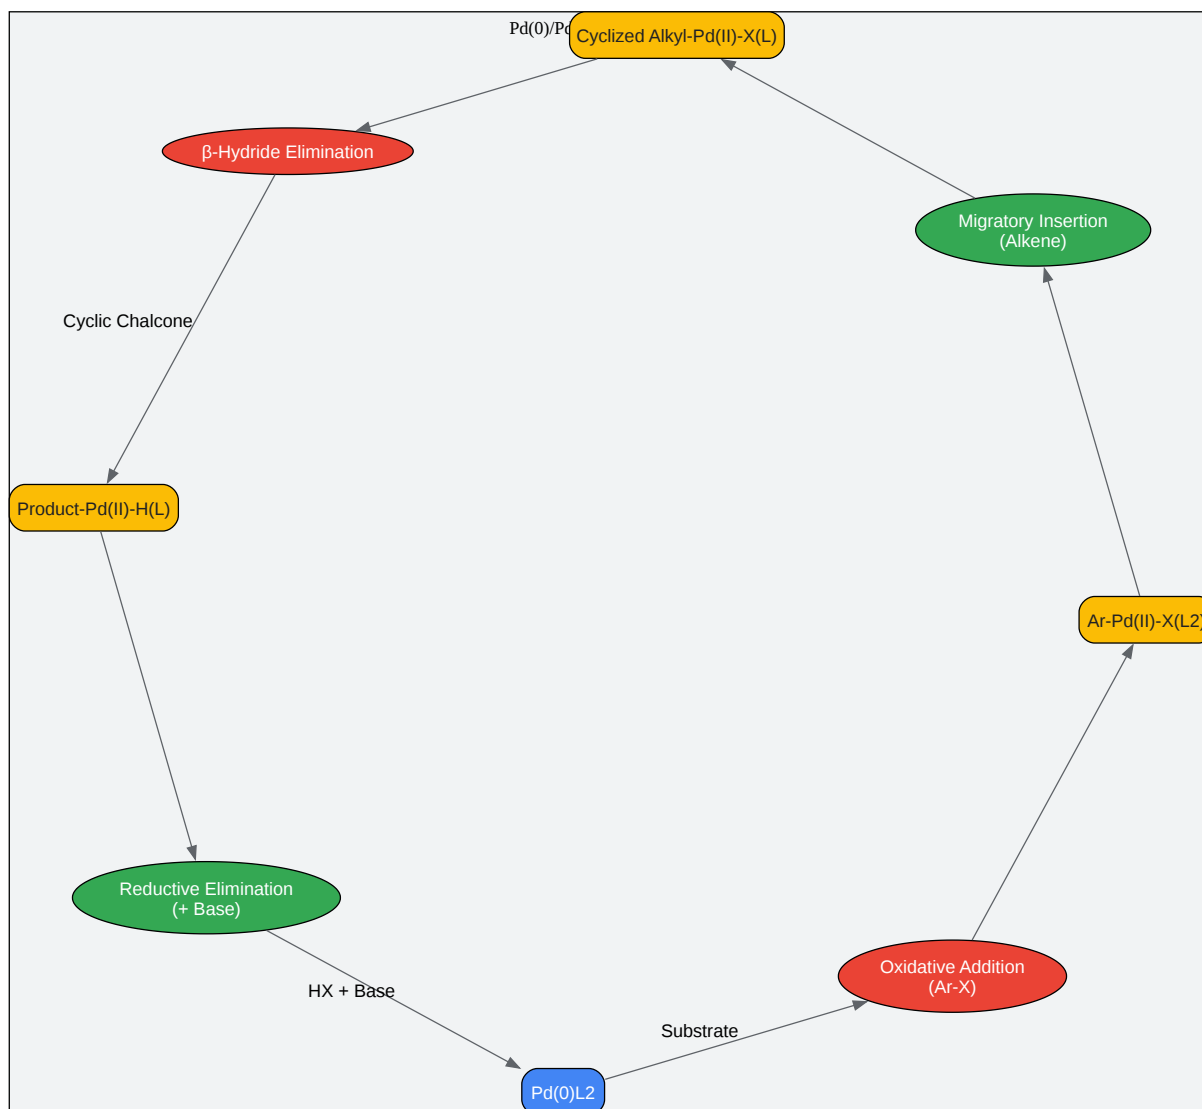 Pd(0)/Pd
Cyclized Alkyl-Pd(II)-X(L)
β-Hydride Elimination
Migratory Insertion
(Alkene)
Cyclic Chalcone
Product-Pd(II)-H(L)
Ar-Pd(II)-X(L2)
Reductive Elimination
(+ Base)
Oxidative Addition
(Ar-X)
HX + Base
Substrate
Pd(0)L2